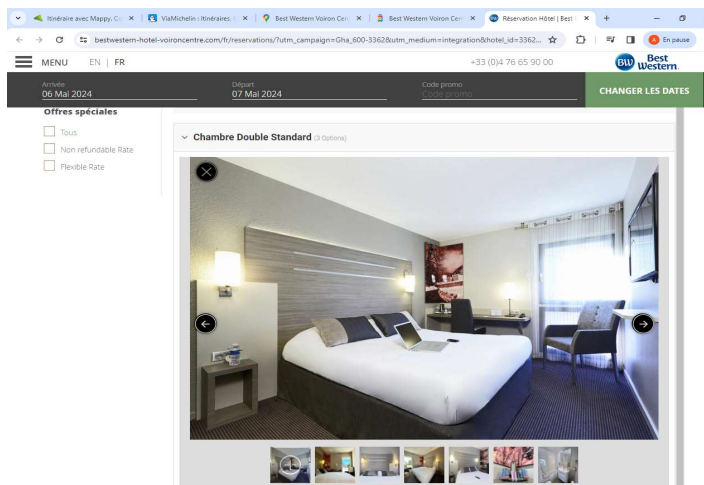 Itinéraire avec Mappy, Co
ViaMichelin : Itinéraires,
Best Western Voiron Cen
Best Western Voiron Cen
Réservation Hôtel | Best
bestwestern-hotel-voironcentre.com/fr/reservations/?utm_campaign=Gha_600-3362&utm_medium=integration&hotel_id=3362...
En pause
MENU EN | FR
+33 (0)4 76 65 90 00
BW Best Western.
Arrivée
06 Mai 2024
Départ
07 Mai 2024
Code promo
Code promo
CHANGER LES DATES
Offres spéciales
Tous
Non refundable Rate
Flexible Rate
Chambre Double Standard (3 Options)